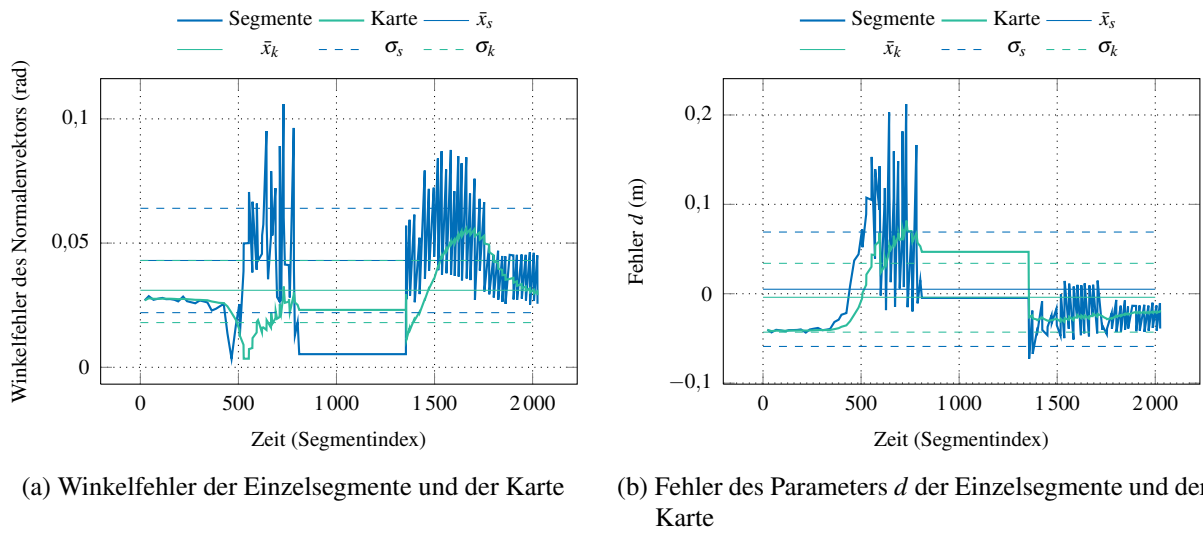 Segmente Karte x̄ₛ
x̄ₖ σₛ σₖ
Winkelfehler des Normalenvektors (rad)
0,1
0,05
0
0 500 1 000 1 500 2 000
Zeit (Segmentindex)
(a) Winkelfehler der Einzelsegmente und der Karte
Segmente Karte x̄ₛ
x̄ₖ σₛ σₖ
Fehler d (m)
0,2
0,1
0
−0,1
0 500 1 000 1 500 2 000
Zeit (Segmentindex)
(b) Fehler des Parameters d der Einzelsegmente und der
Karte